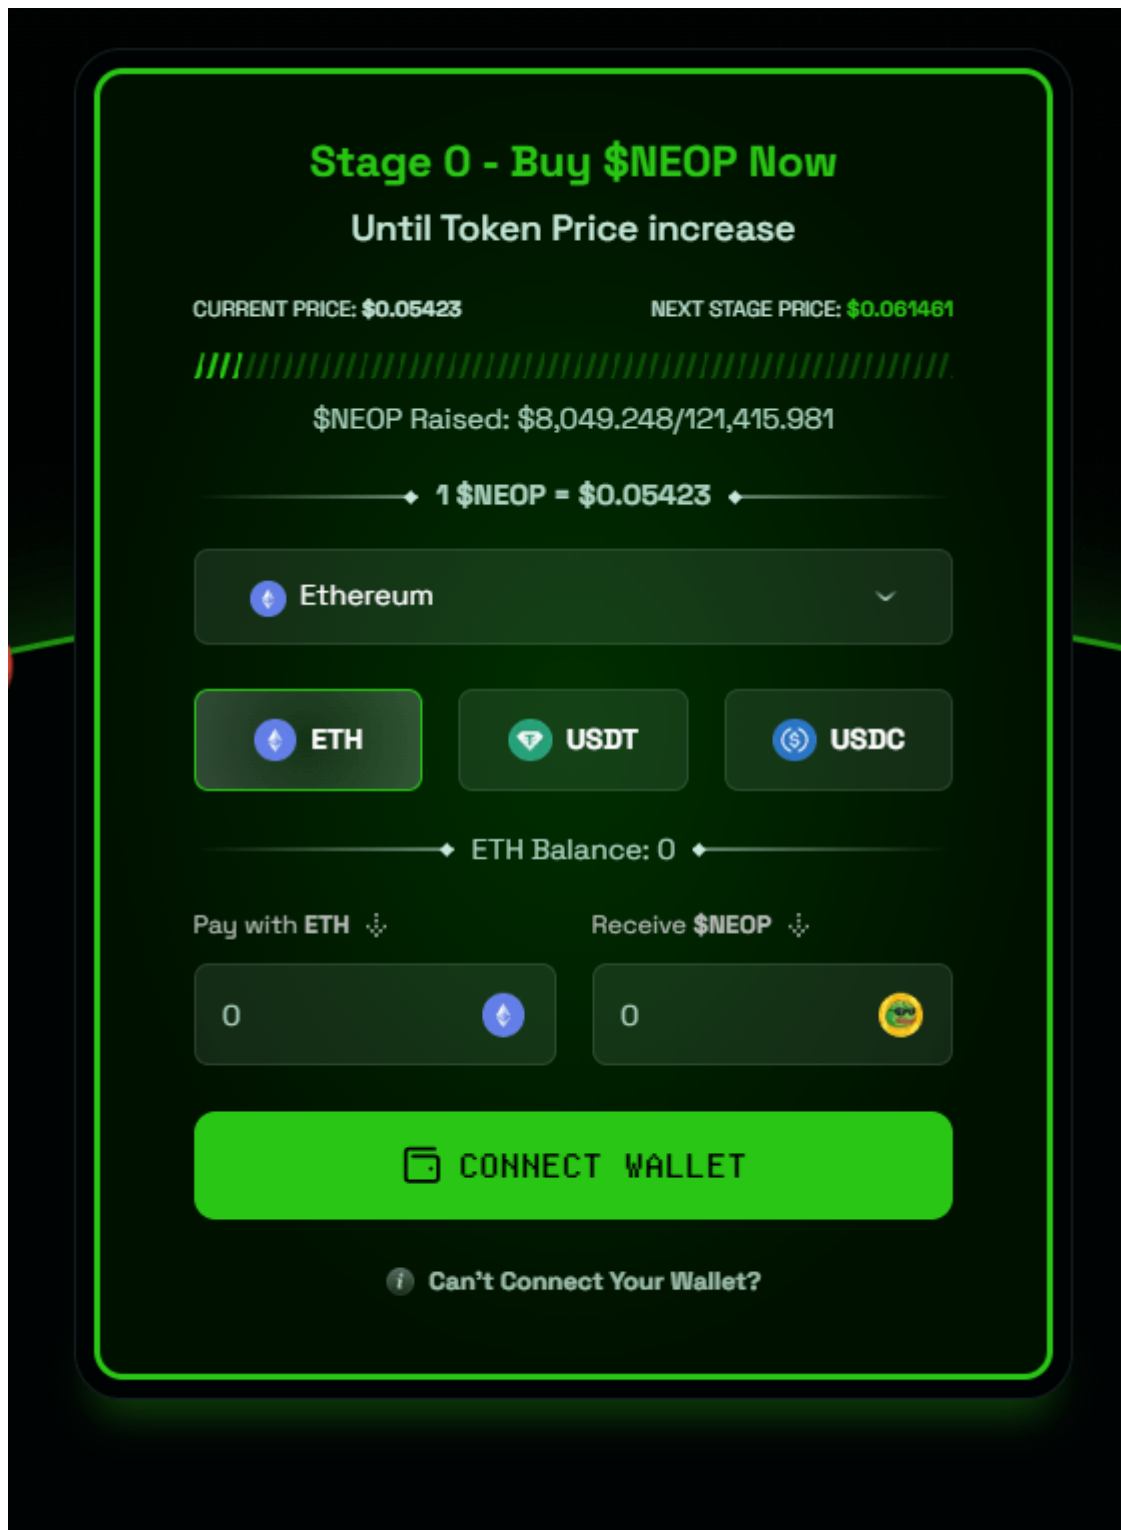 Stage 0 - Buy $NEOP Now
Until Token Price increase
CURRENT PRICE: $0.05423
NEXT STAGE PRICE: $0.061461
$NEOP Raised: $8,049.248/121,415.981
1 $NEOP = $0.05423
Ethereum
ETH
USDT
USDC
ETH Balance: 0
Pay with ETH
Receive $NEOP
0
0
CONNECT WALLET
Can't Connect Your Wallet?